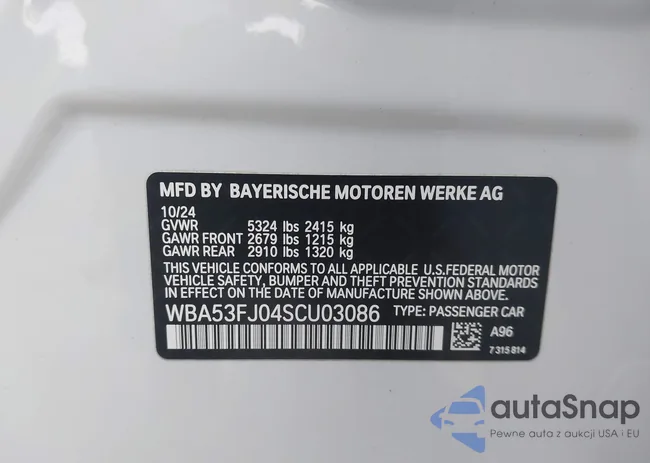 MFD BY BAYERISCHE MOTOREN WERKE AG
10/24
GVWR 5324 lbs 2415 kg
GAWR FRONT 2679 lbs 1215 kg
GAWR REAR 2910 lbs 1320 kg
THIS VEHICLE CONFORMS TO ALL APPLICABLE U.S.FEDERAL MOTOR
VEHICLE SAFETY, BUMPER, AND THEFT PREVENTION STANDARDS
IN EFFECT ON THE DATE OF MANUFACTURE SHOWN ABOVE.
WBA53FJ04SCU03086 TYPE: PASSENGER CAR
A96
7315814
autaSnap
Pewne auta z aukcji USA i EU